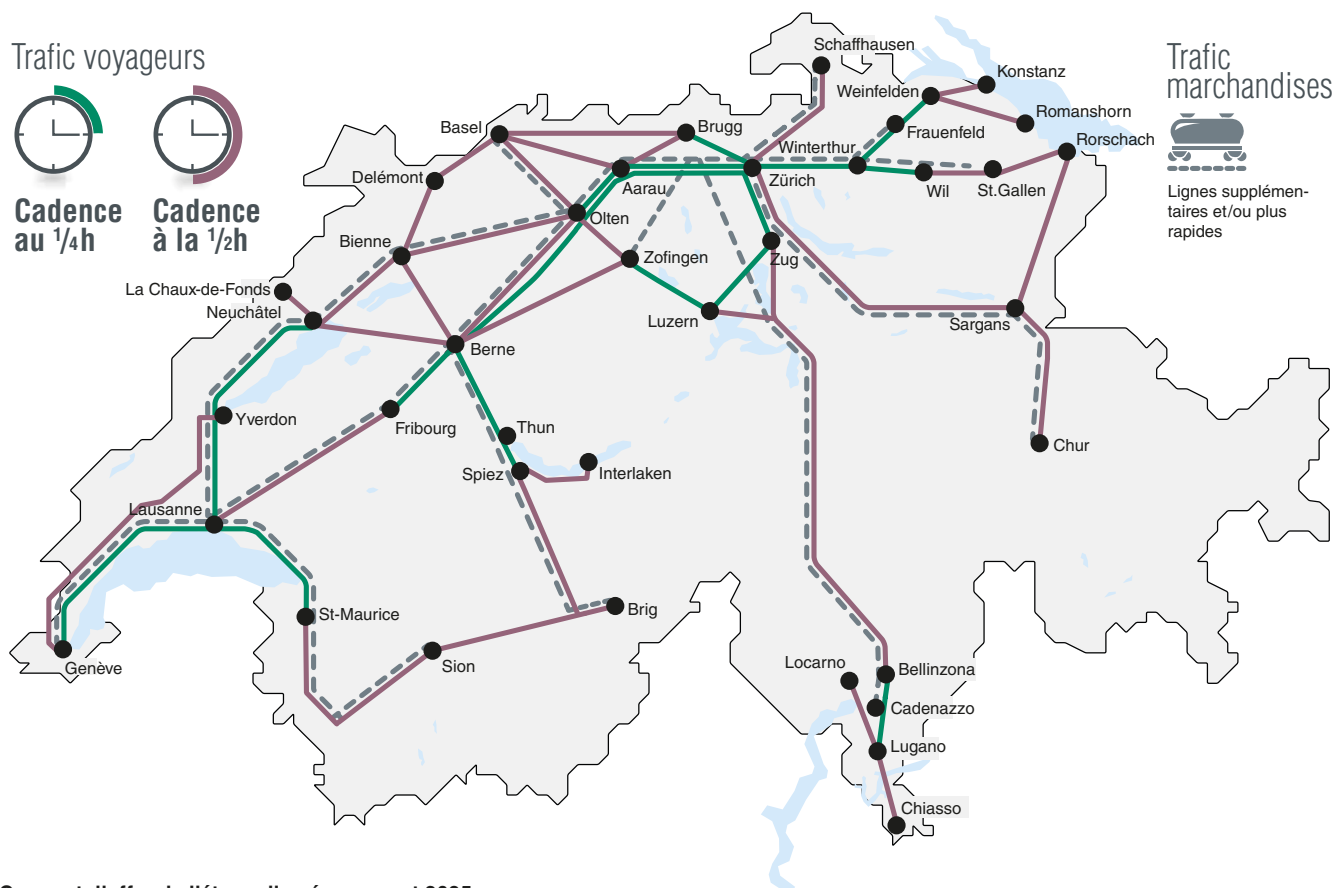 Trafic voyageurs
Cadence
au 1/4h
Cadence
à la 1/2h
Trafic
marchandises
Lignes supplémen-
taires et/ou plus
rapides
Schaffhausen
Konstanz
Weinfelden
Romanshorn
Basel
Brugg
Frauenfeld
Rorschach
Winterthur
Delémont
Aarau
Zürich
Wil
St.Gallen
Olten
Bienne
Zofingen
Zug
La Chaux-de-Fonds
Neuchâtel
Luzern
Sargans
Berne
Yverdon
Fribourg
Thun
Chur
Spiez
Interlaken
Lausanne
St-Maurice
Brig
Genève
Sion
Locarno
Bellinzona
Cadenazzo
Lugano
Chiasso